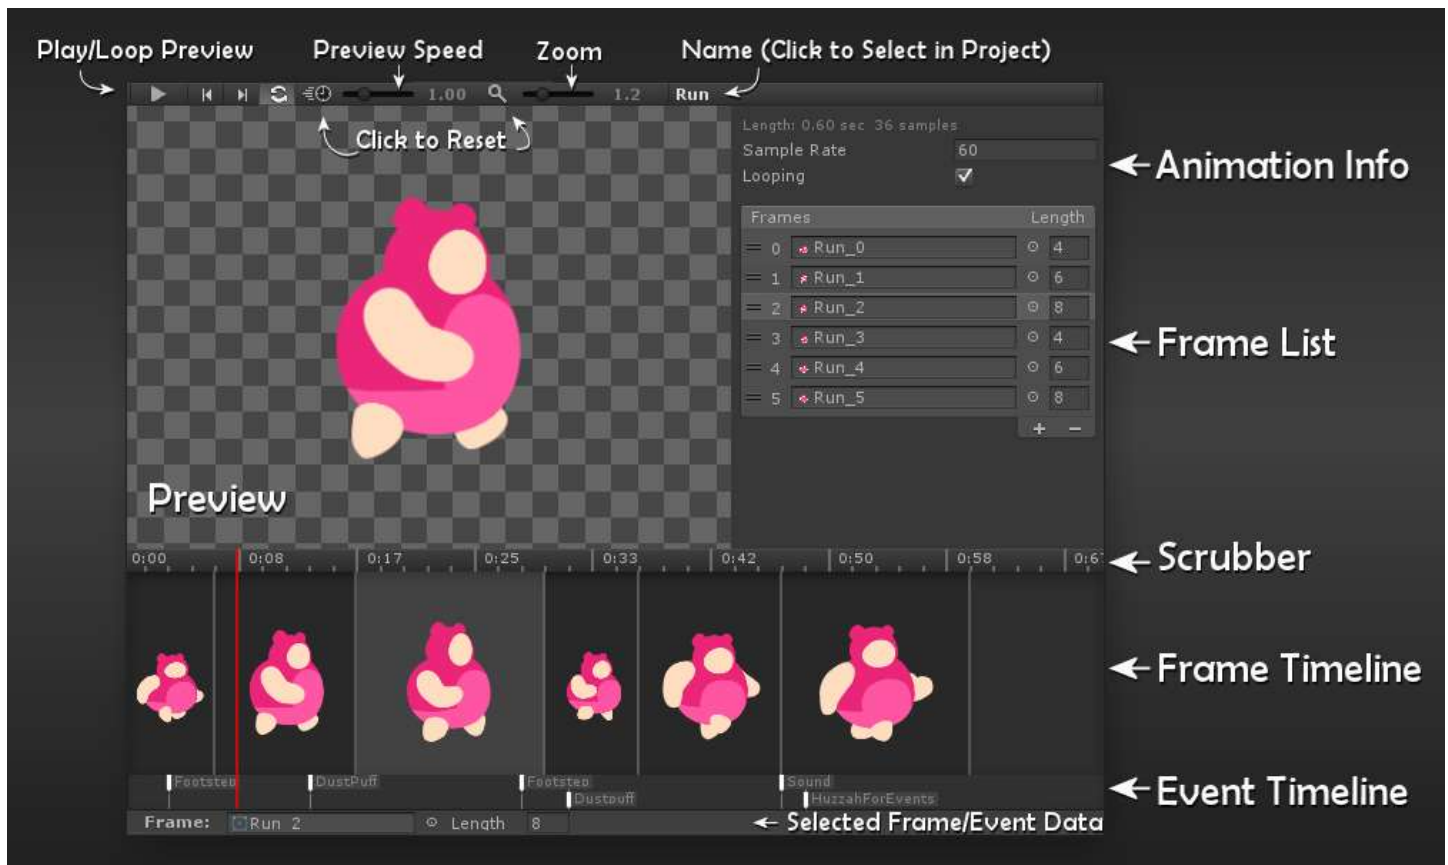 Play/Loop Preview
Preview Speed
Zoom
Name (Click to Select in Project)
1.00
1.2
Run
Click to Reset
Length: 0.60 sec 36 samples
Sample Rate 60
Looping
Animation Info
Frames Length
0 Run_0 4
1 Run_1 6
2 Run_2 8
3 Run_3 4
4 Run_4 6
5 Run_5 8
+ -
Frame List
Preview
0:00 0:08 0:17 0:25 0:33 0:42 0:50 0:58
Scrubber
Frame Timeline
Footstep DustPuff Footstep Sound
Dustpuff HuzzahForEvents
Event Timeline
Frame: Run_2 Length 8
Selected Frame/Event Data